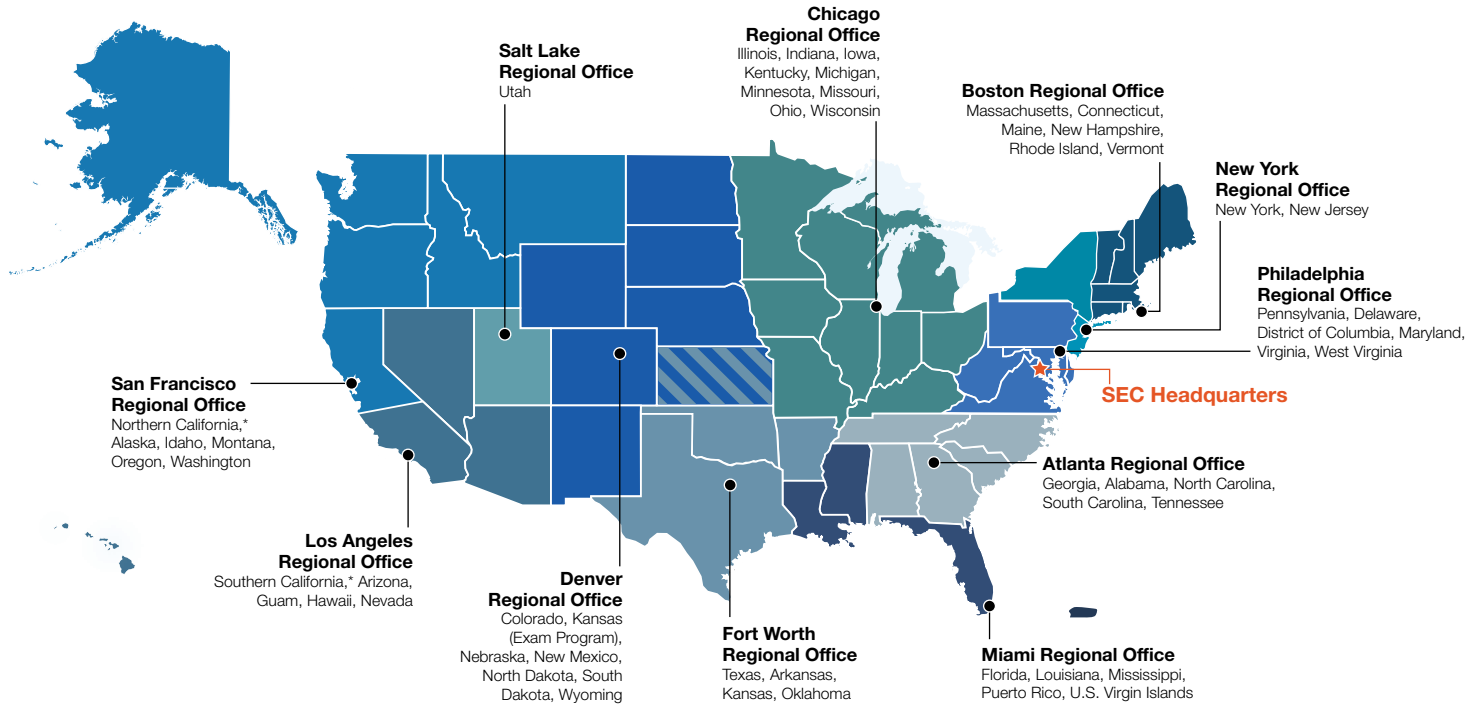 Chicago
Regional Office
Illinois, Indiana, Iowa,
Kentucky, Michigan,
Minnesota, Missouri,
Ohio, Wisconsin
Salt Lake
Regional Office
Utah
Boston Regional Office
Massachusetts, Connecticut,
Maine, New Hampshire,
Rhode Island, Vermont
New York
Regional Office
New York, New Jersey
Philadelphia
Regional Office
Pennsylvania, Delaware,
District of Columbia, Maryland,
Virginia, West Virginia
SEC Headquarters
San Francisco
Regional Office
Northern California,*
Alaska, Idaho, Montana,
Oregon, Washington
Atlanta Regional Office
Georgia, Alabama, North Carolina,
South Carolina, Tennessee
Los Angeles
Regional Office
Southern California,* Arizona,
Guam, Hawaii, Nevada
Denver
Regional Office
Colorado, Kansas
(Exam Program),
Nebraska, New Mexico,
North Dakota, South
Dakota, Wyoming
Fort Worth
Regional Office
Texas, Arkansas,
Kansas, Oklahoma
Miami Regional Office
Florida, Louisiana, Mississippi,
Puerto Rico, U.S. Virgin Islands